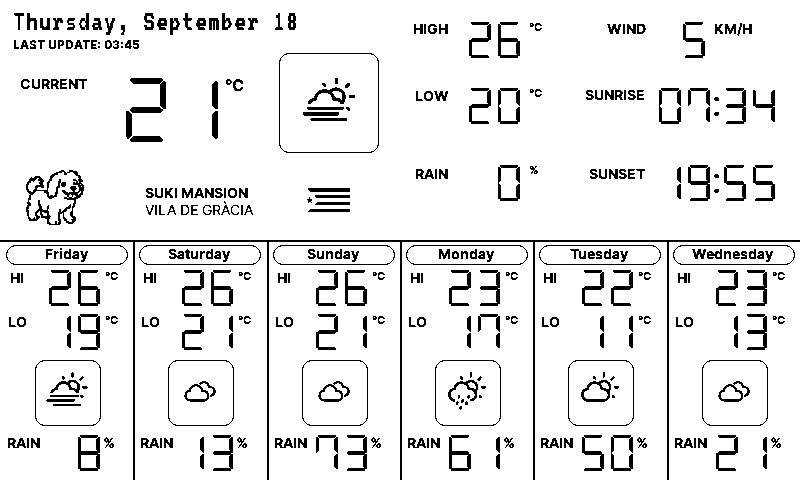 Thursday, September 18
LAST UPDATE: 03:45
CURRENT 21 °C
HIGH 26 °C
WIND 5 KM/H
LOW 20 °C
SUNRISE 07:34
RAIN 0 %
SUNSET 19:55
SUKI MANSION
VILA DE GRÀCIA
Friday
HI 26 °C
LO 19 °C
RAIN 8 %
Saturday
HI 26 °C
LO 21 °C
RAIN 13 %
Sunday
HI 26 °C
LO 21 °C
RAIN 73 %
Monday
HI 23 °C
LO 17 °C
RAIN 61 %
Tuesday
HI 22 °C
LO 11 °C
RAIN 50 %
Wednesday
HI 23 °C
LO 13 °C
RAIN 21 %